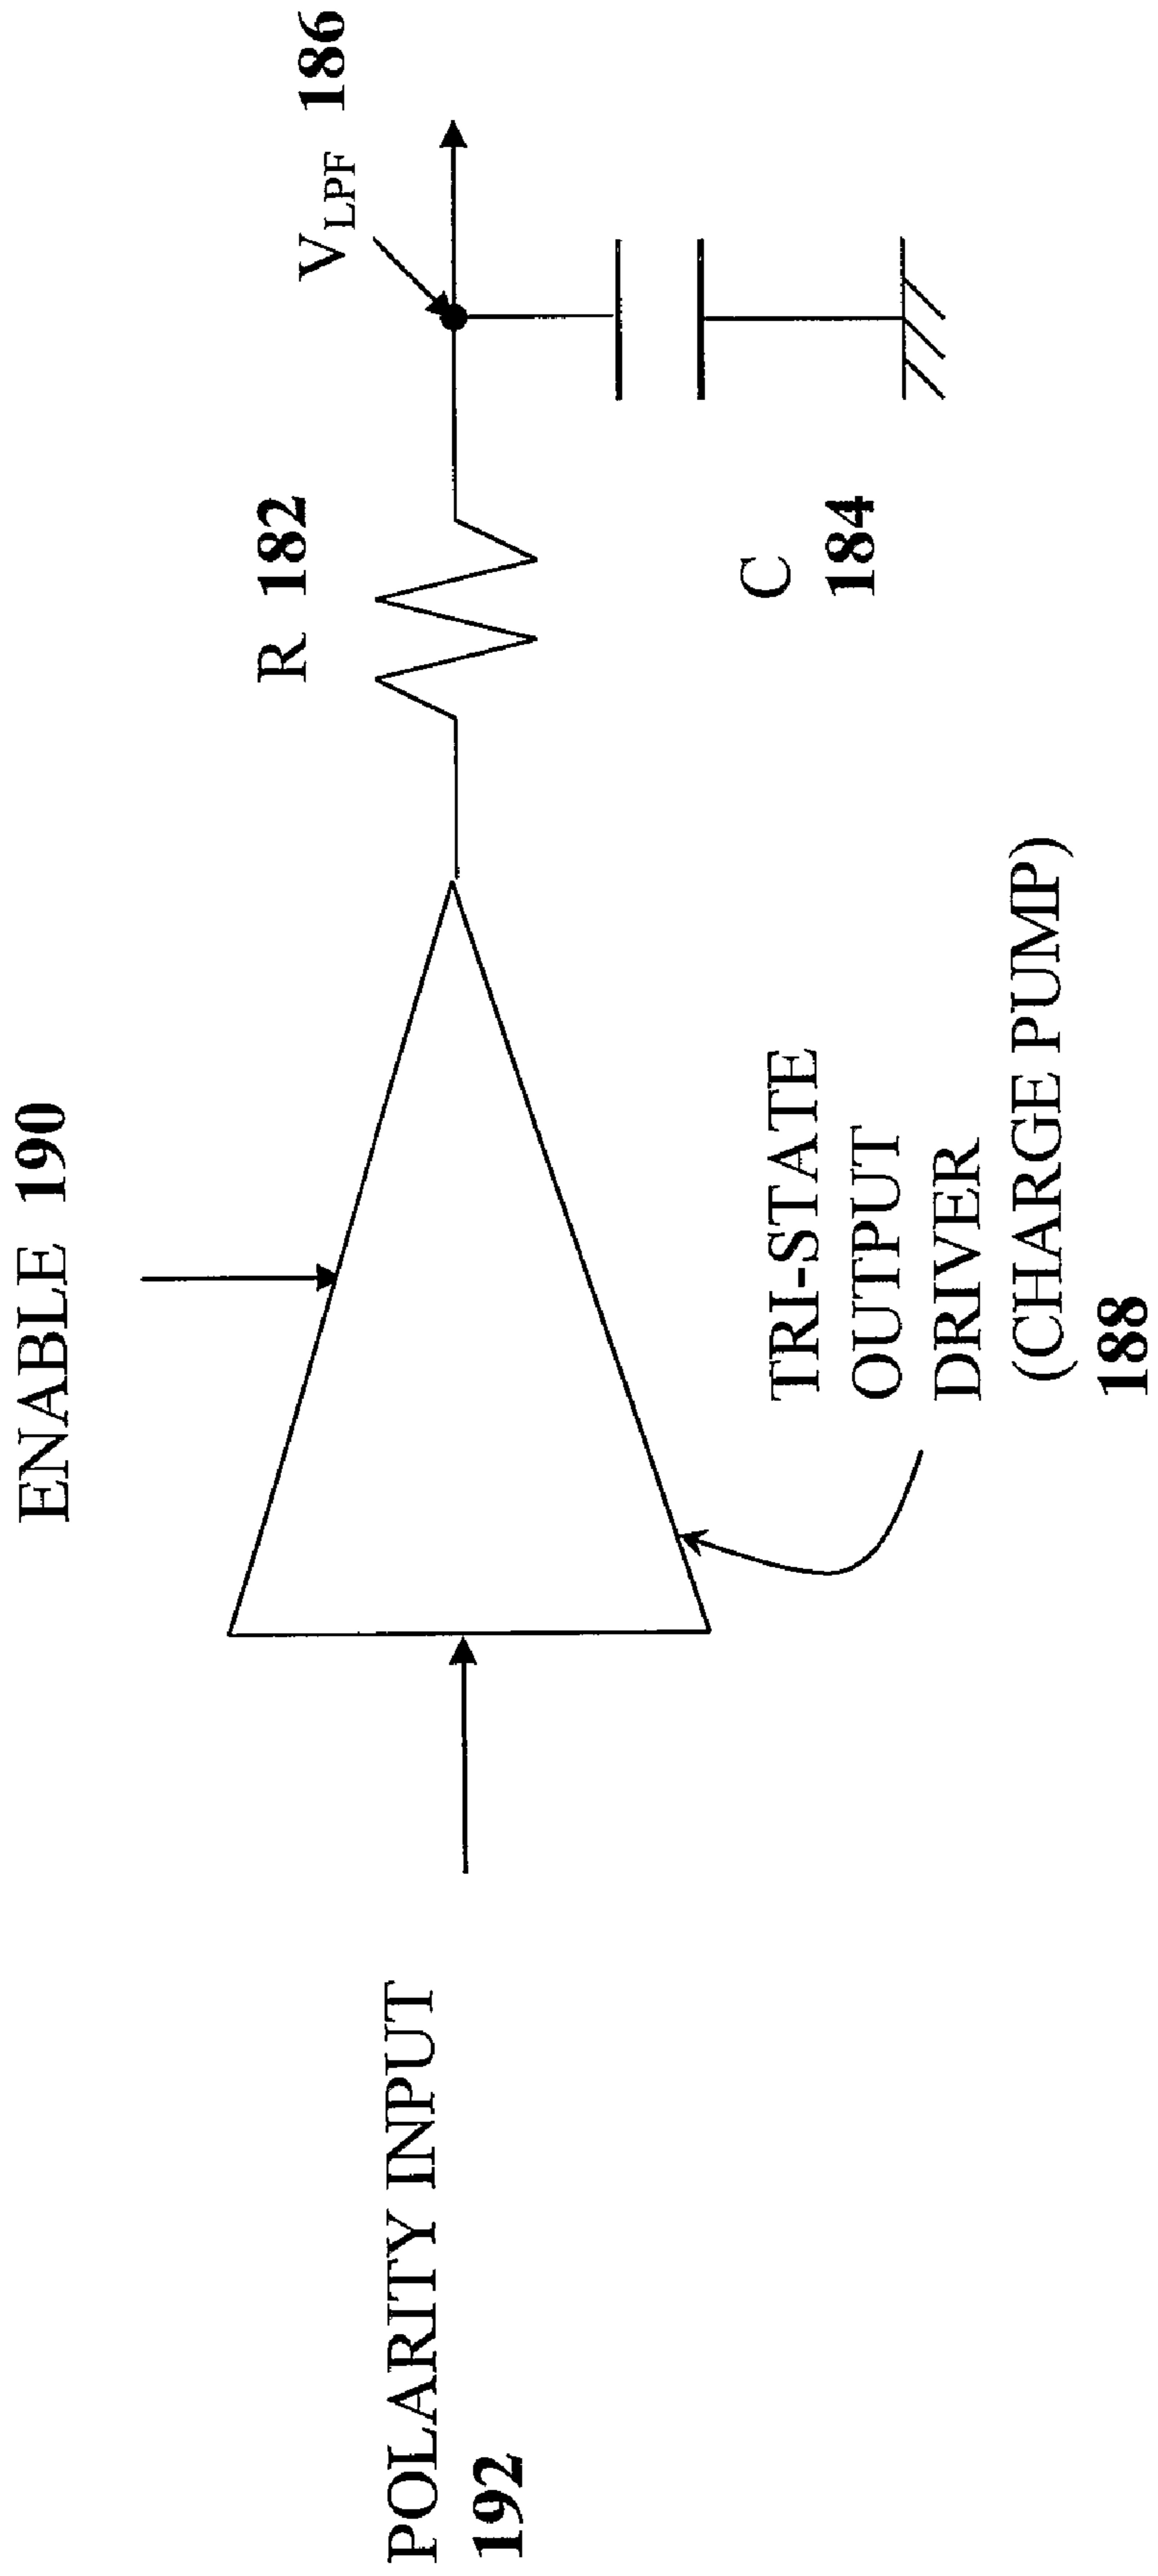 ENABLE 190
POLARITY INPUT
192
TRI-STATE
OUTPUT
DRIVER
(CHARGE PUMP)
188
R 182
C
184
VLPF 186